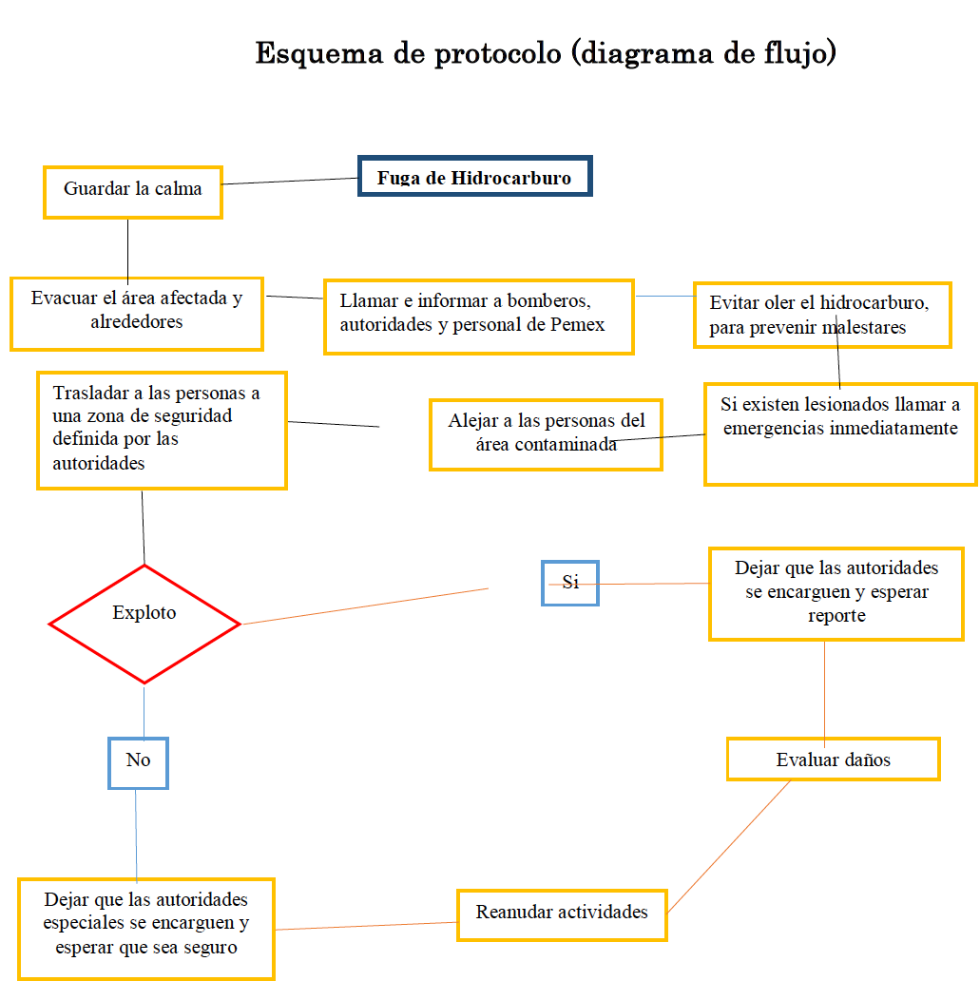 Esquema de protocolo (diagrama de flujo)
Fuga de Hidrocarburo
Guardar la calma
Evacuar el área afectada y
alrededores
Llamar e informar a bomberos,
autoridades y personal de Pemex
Evitar oler el hidrocarburo,
para prevenir malestares
Si existen lesionados llamar a
emergencias inmediatamente
Alejar a las personas del
área contaminada
Trasladar a las personas a
una zona de seguridad
definida por las
autoridades
Exploto
Si
Dejar que las autoridades
se encarguen y esperar
reporte
Evaluar daños
No
Dejar que las autoridades
especiales se encarguen y
esperar que sea seguro
Reanudar actividades